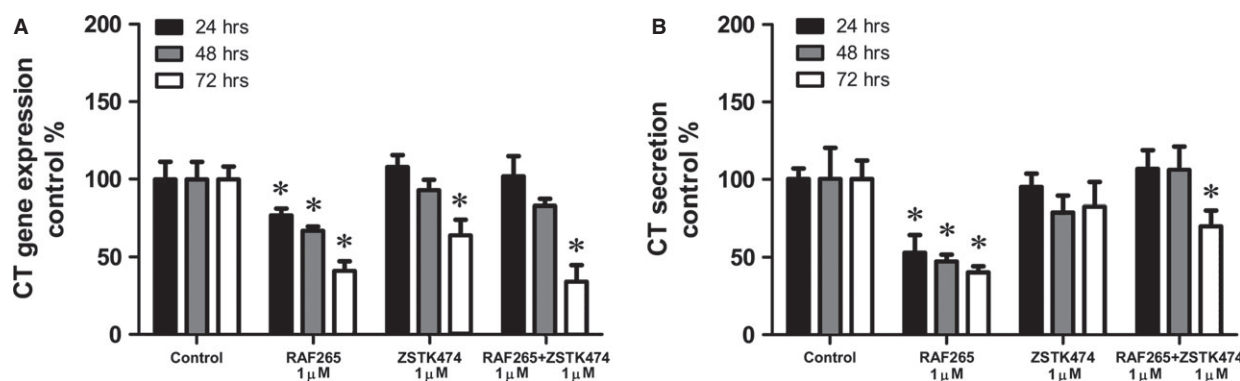 A
CT gene expression
control %
200
150
100
50
0
24 hrs
48 hrs
72 hrs
* * * * *
Control
RAF265
1 μM
ZSTK474
1 μM
RAF265+ZSTK474
1 μM 1 μM
B
CT secretion
control %
200
150
100
50
0
24 hrs
48 hrs
72 hrs
* * * *
Control
RAF265
1 μM
ZSTK474
1 μM
RAF265+ZSTK474
1 μM 1 μM